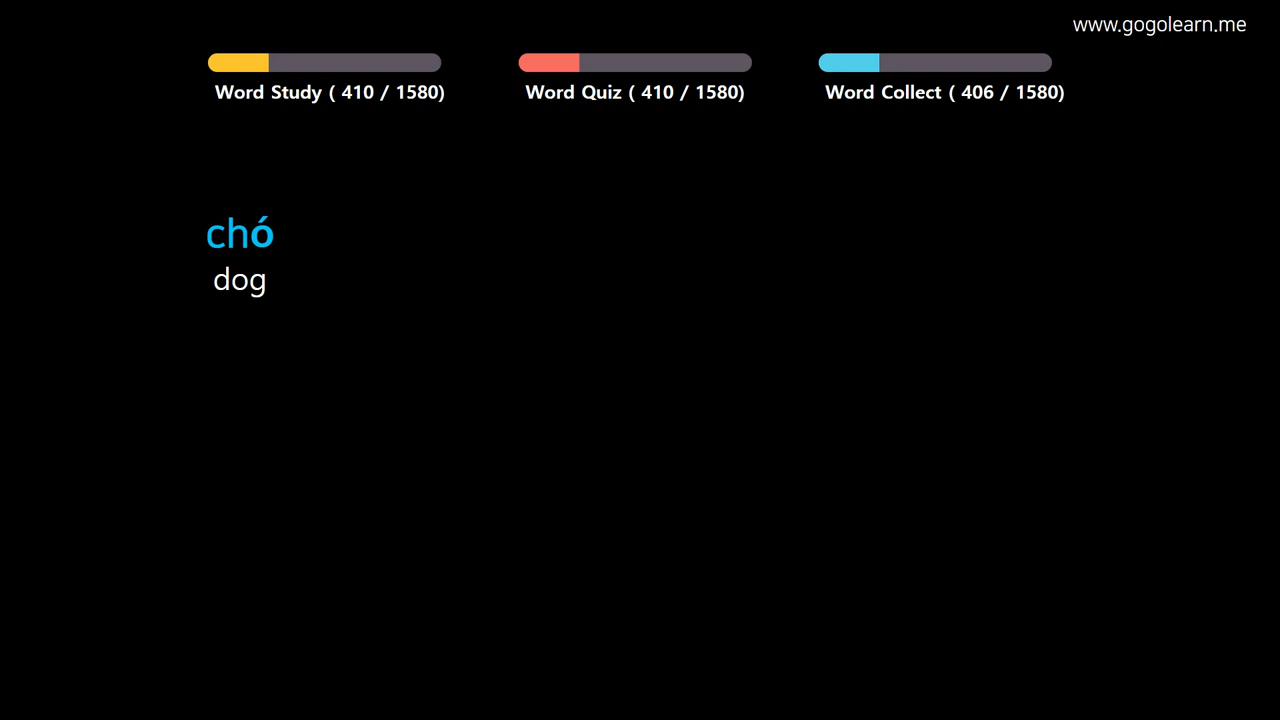 www.gogolearn.me
Word Study ( 410 / 1580)
Word Quiz ( 410 / 1580)
Word Collect ( 406 / 1580)
chó
dog